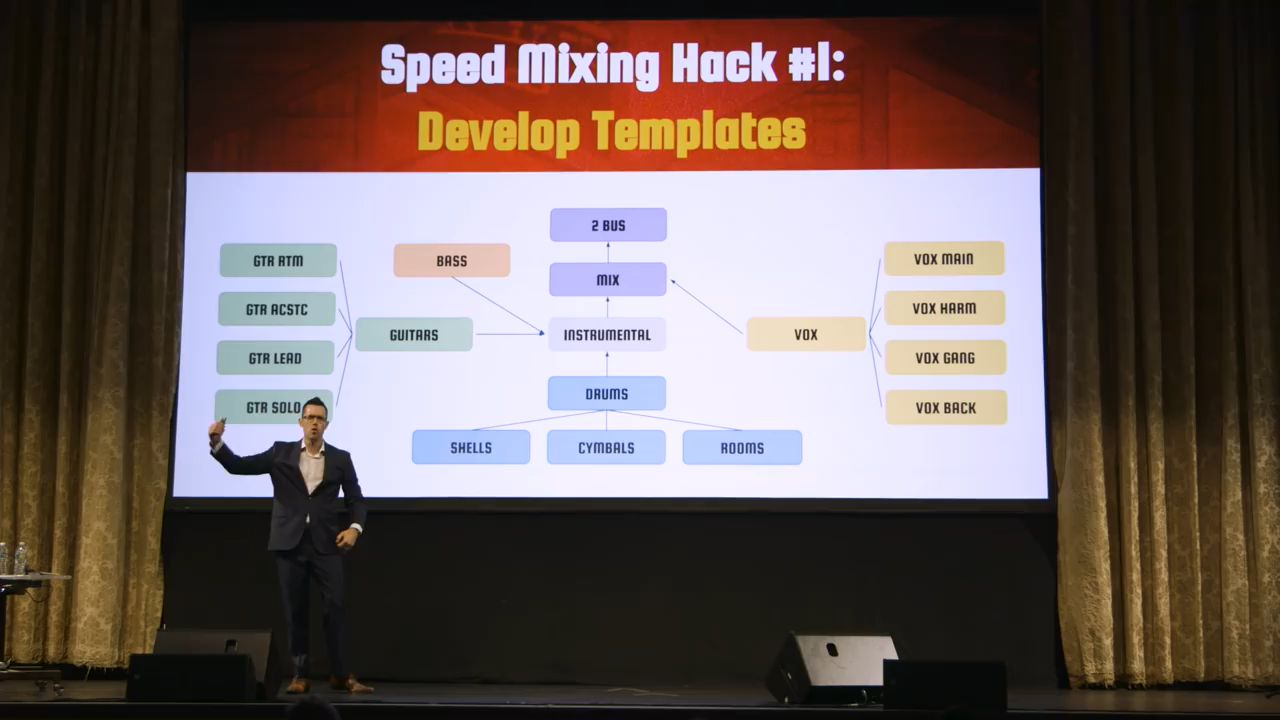 Speed Mixing Hack #1:
Develop Templates
2 BUS
GTR RTM
BASS
MIX
VOX MAIN
GTR ACSTC
VOX HARM
GUITARS
INSTRUMENTAL
VOX
GTR LEAD
VOX GANG
GTR SOLO
DRUMS
VOX BACK
SHELLS
CYMBALS
ROOMS